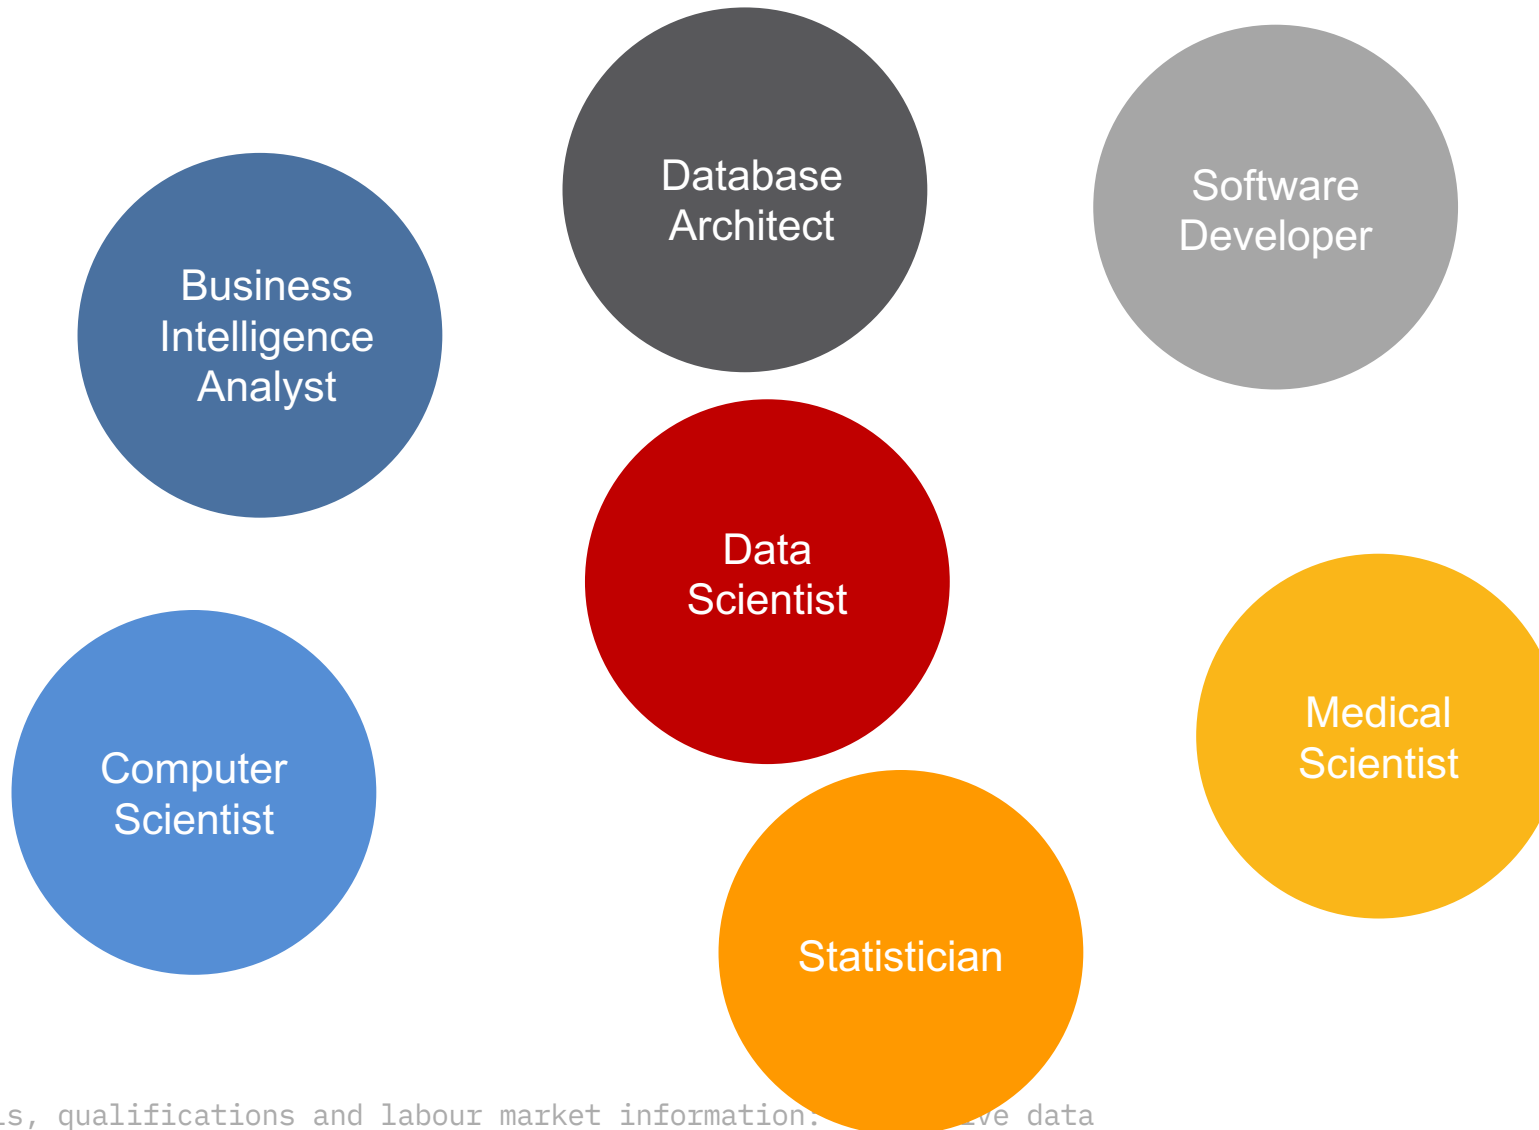 Database
Architect
Software
Developer
Business
Intelligence
Analyst
Data
Scientist
Medical
Scientist
Computer
Scientist
Statistician
qualifications and labour market information: data